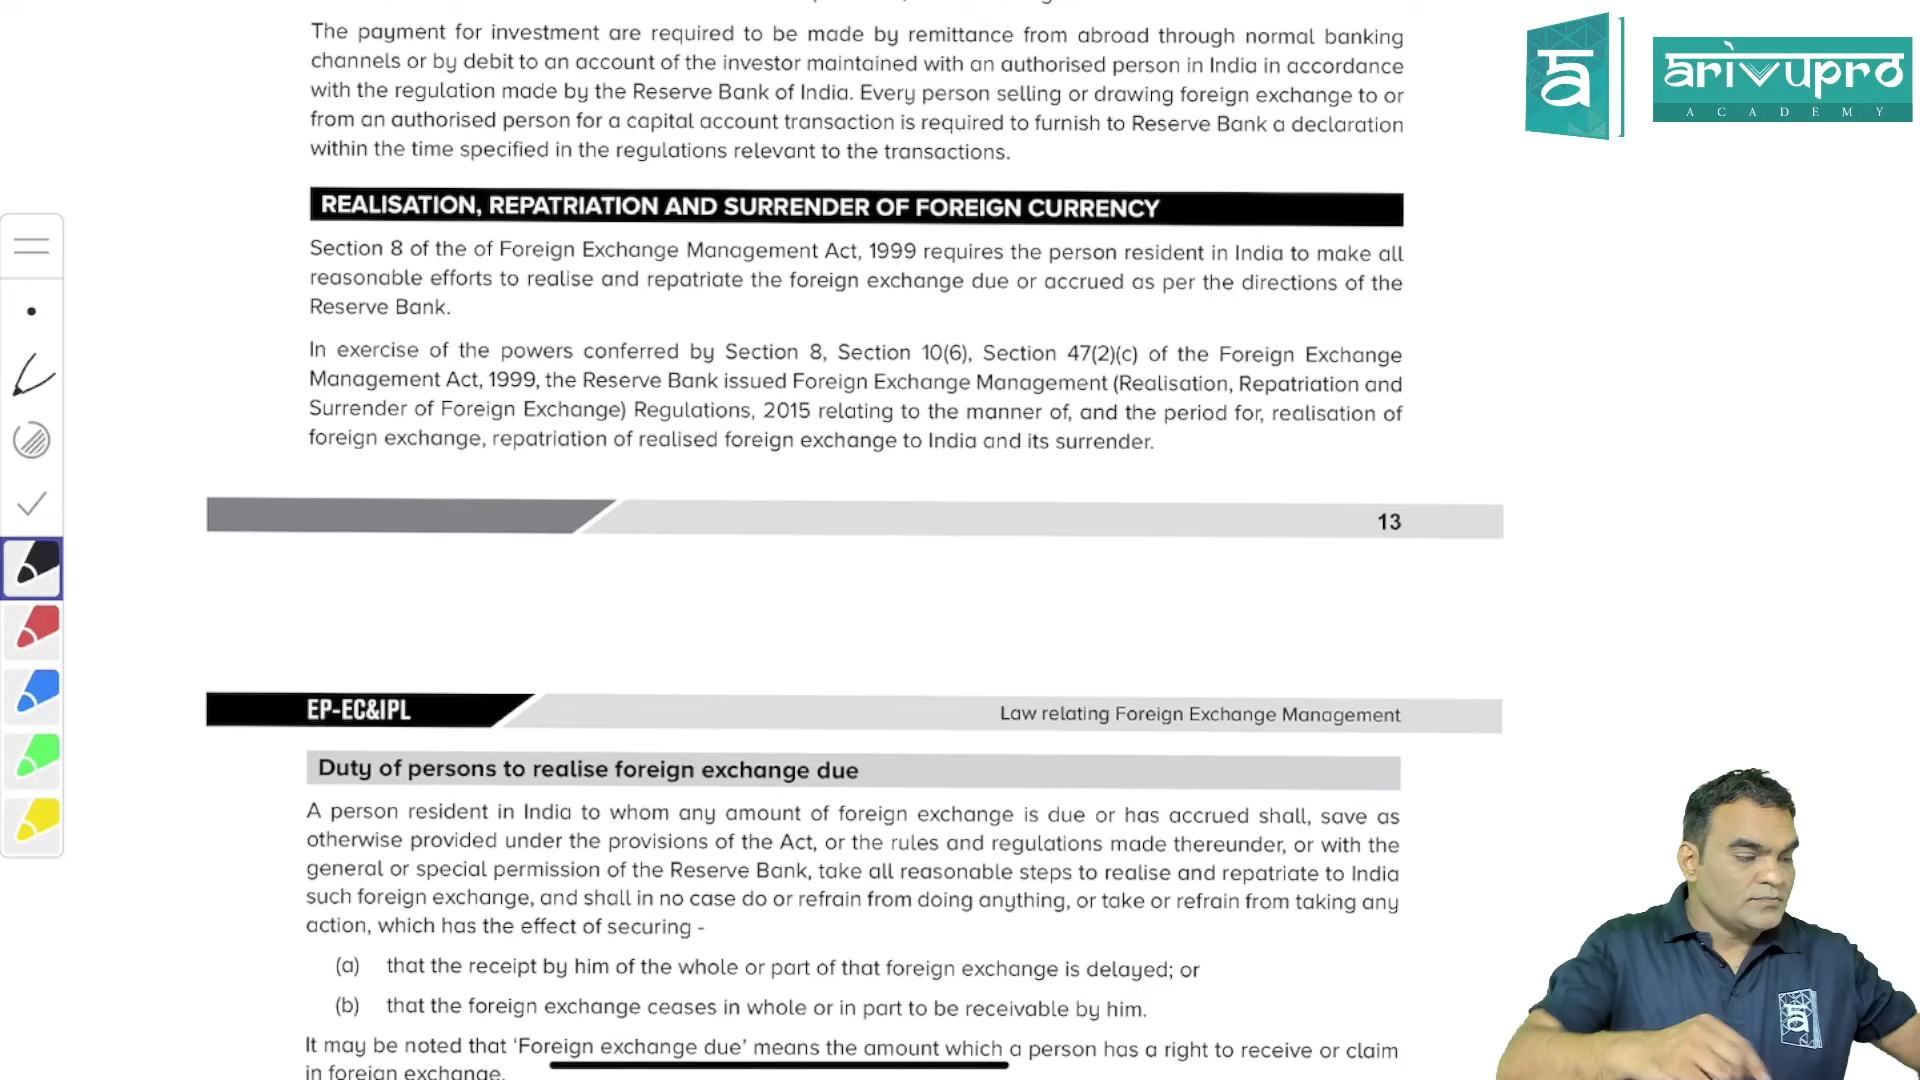 The payment for investment are required to be made by remittance from abroad through normal banking
channels or by debit to an account of the investor maintained with an authorised person in India in accordance
with the regulation made by the Reserve Bank of India. Every person selling or drawing foreign exchange to or
from an authorised person for a capital account transaction is required to furnish to Reserve Bank a declaration
within the time specified in the regulations relevant to the transactions.
ā
arivupro
ACADEMY
REALISATION, REPATRIATION AND SURRENDER OF FOREIGN CURRENCY
Section 8 of the of Foreign Exchange Management Act, 1999 requires the person resident in India to make all
reasonable efforts to realise and repatriate the foreign exchange due or accrued as per the directions of the
Reserve Bank.
In exercise of the powers conferred by Section 8, Section 10(6), Section 47(2)(c) of the Foreign Exchange
Management Act, 1999, the Reserve Bank issued Foreign Exchange Management (Realisation, Repatriation and
Surrender of Foreign Exchange) Regulations, 2015 relating to the manner of, and the period for, realisation of
foreign exchange, repatriation of realised foreign exchange to India and its surrender.
13
EP-EC&IPL
Law relating Foreign Exchange Management
Duty of persons to realise foreign exchange due
A person resident in India to whom any amount of foreign exchange is due or has accrued shall, save as
otherwise provided under the provisions of the Act, or the rules and regulations made thereunder, or with the
general or special permission of the Reserve Bank, take all reasonable steps to realise and repatriate to India
such foreign exchange, and shall in no case do or refrain from doing anything, or take or refrain from taking any
action, which has the effect of securing -
(a) that the receipt by him of the whole or part of that foreign exchange is delayed; or
(b) that the foreign exchange ceases in whole or in part to be receivable by him.
It may be noted that 'Foreign exchange due' means the amount which a person has a right to receive or claim
in foreign exchange.
ā